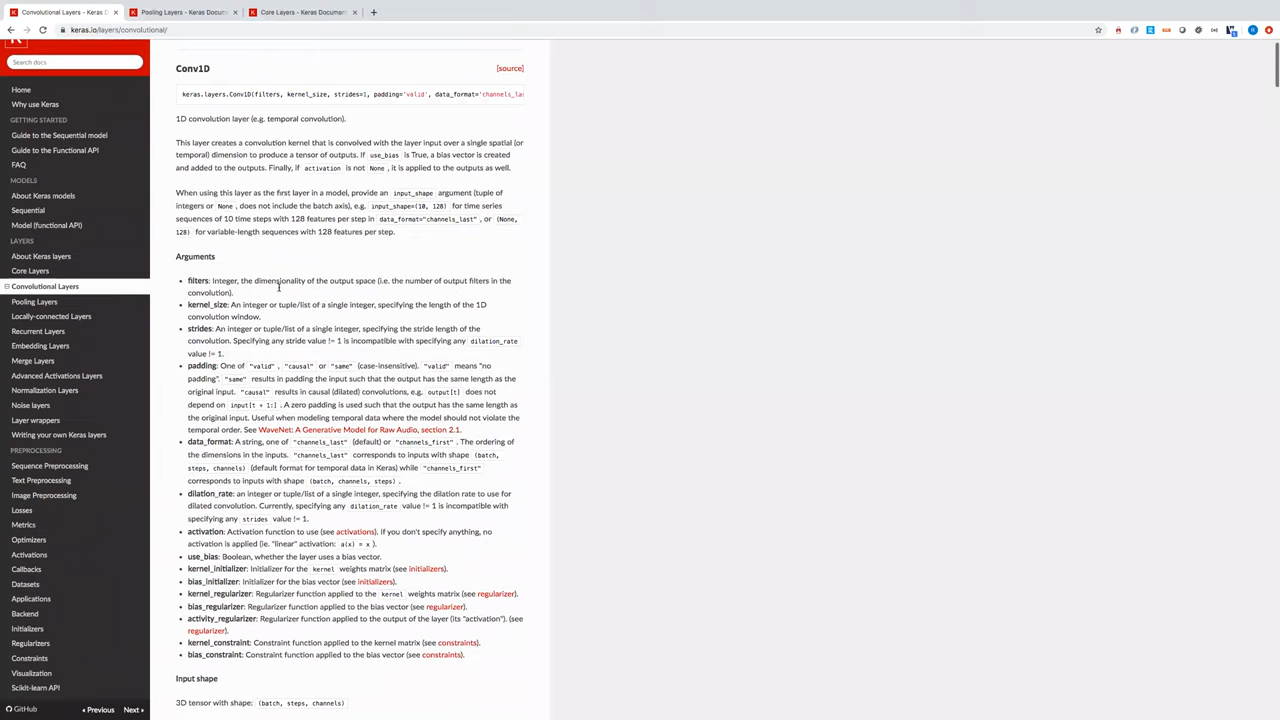 Convolutional Layers - Keras D
Pooling Layers - Keras Docum
Core Layers - Keras Document
keras.io/layers/convolutional/
Search docs
Home
Why use Keras
GETTING STARTED
Guide to the Sequential model
Guide to the Functional API
FAQ
MODELS
About Keras models
Sequential
Model (functional API)
LAYERS
About Keras layers
Core Layers
Convolutional Layers
Pooling Layers
Locally-connected Layers
Recurrent Layers
Embedding Layers
Merge Layers
Advanced Activations Layers
Normalization Layers
Noise layers
Layer wrappers
Writing your own Keras layers
PREPROCESSING
Sequence Preprocessing
Text Preprocessing
Image Preprocessing
Losses
Metrics
Optimizers
Activations
Callbacks
Datasets
Applications
Backend
Initializers
Regularizers
Constraints
Visualization
Scikit-learn API
GitHub « Previous Next »
Conv1D [source]
keras.layers.Conv1D(filters, kernel_size, strides=1, padding='valid', data_format='channels_las
1D convolution layer (e.g. temporal convolution).
This layer creates a convolution kernel that is convolved with the layer input over a single spatial (or
temporal) dimension to produce a tensor of outputs. If use_bias is True, a bias vector is created
and added to the outputs. Finally, if activation is not None, it is applied to the outputs as well.
When using this layer as the first layer in a model, provide an input_shape argument (tuple of
integers or None, does not include the batch axis), e.g. input_shape=(10, 128) for time series
sequences of 10 time steps with 128 features per step in data_format="channels_last", or (None,
128) for variable-length sequences with 128 features per step.
Arguments
• filters: Integer, the dimensionality of the output space (i.e. the number of output filters in the
convolution).
• kernel_size: An integer or tuple/list of a single integer, specifying the length of the 1D
convolution window.
• strides: An integer or tuple/list of a single integer, specifying the stride length of the
convolution. Specifying any stride value != 1 is incompatible with specifying any dilation_rate
value != 1.
• padding: One of "valid", "causal" or "same" (case-insensitive). "valid" means "no
padding". "same" results in padding the input such that the output has the same length as the
original input. "causal" results in causal (dilated) convolutions, e.g. output[t] does not
depend on input[t + 1:]. A zero padding is used such that the output has the same length as
the original input. Useful when modeling temporal data where the model should not violate the
temporal order. See WaveNet: A Generative Model for Raw Audio, section 2.1.
• data_format: A string, one of "channels_last" (default) or "channels_first". The ordering of
the dimensions in the inputs. "channels_last" corresponds to inputs with shape (batch,
steps, channels) (default format for temporal data in Keras) while "channels_first"
corresponds to inputs with shape (batch, channels, steps).
• dilation_rate: an integer or tuple/list of a single integer, specifying the dilation rate to use for
dilated convolution. Currently, specifying any dilation_rate value != 1 is incompatible with
specifying any strides value != 1.
• activation: Activation function to use (see activations). If you don't specify anything, no
activation is applied (ie. "linear" activation: a(x) = x).
• use_bias: Boolean, whether the layer uses a bias vector.
• kernel_initializer: Initializer for the kernel weights matrix (see initializers).
• bias_initializer: Initializer for the bias vector (see initializers).
• kernel_regularizer: Regularizer function applied to the kernel weights matrix (see regularizer).
• bias_regularizer: Regularizer function applied to the bias vector (see regularizer).
• activity_regularizer: Regularizer function applied to the output of the layer (its "activation"). (see
regularizer).
• kernel_constraint: Constraint function applied to the kernel matrix (see constraints).
• bias_constraint: Constraint function applied to the bias vector (see constraints).
Input shape
3D tensor with shape: (batch, steps, channels)